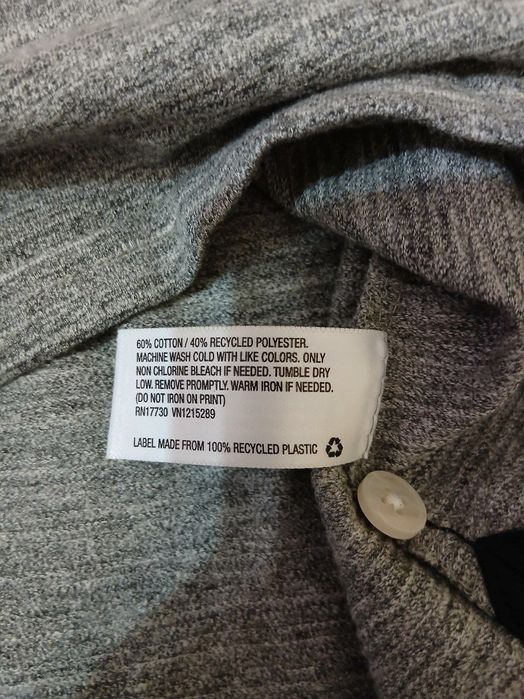 60% COTTON / 40% RECYCLED POLYESTER.
MACHINE WASH COLD WITH LIKE COLORS. ONLY
NON CHLORINE BLEACH IF NEEDED. TUMBLE DRY
LOW. REMOVE PROMPTLY. WARM IRON IF NEEDED.
(DO NOT IRON ON PRINT)
RN17730 VN1215289
LABEL MADE FROM 100% RECYCLED PLASTIC